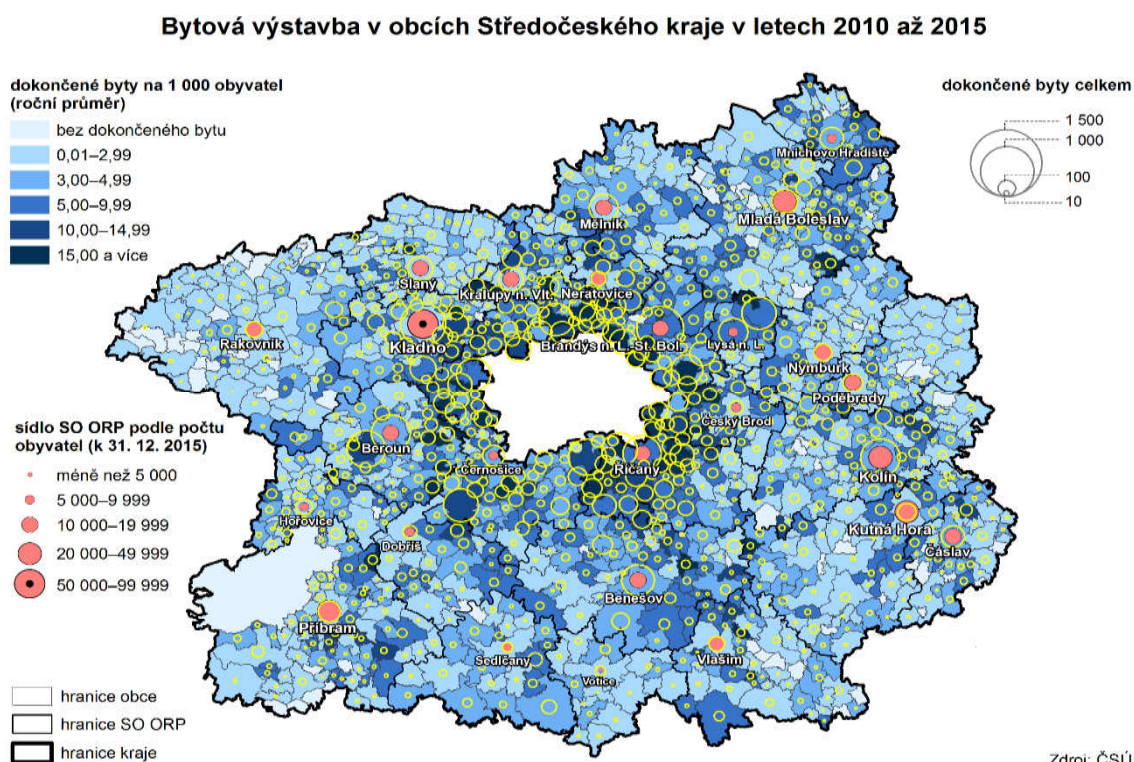 Bytová výstavba v obcích Středočeského kraje v letech 2010 až 2015
dokončené byty na 1 000 obyvatel
(roční průměr)
bez dokončeného bytu
0,01–2,99
3,00–4,99
5,00–9,99
10,00–14,99
15,00 a více
dokončené byty celkem
1 500
1 000
100
10
Mnichovo Hradiště
Mladá Boleslav
Mělník
Slaný
Kralupy n. Vlt.
Neratovice
Rakovník
Kladno
Brandýs n. L.-St. Bol.
Lysá n. L.
Nymburk
Poděbrady
Český Brod
Beroun
Černošice
Říčany
Kolín
Hořovice
Dobříš
Kutná Hora
Čáslav
Benešov
Příbram
Sedlčany
Votice
Vlašim
sídlo SO ORP podle počtu
obyvatel (k 31. 12. 2015)
méně než 5 000
5 000–9 999
10 000–19 999
20 000–49 999
50 000–99 999
hranice obce
hranice SO ORP
hranice kraje
Zdroj: ČSÚ